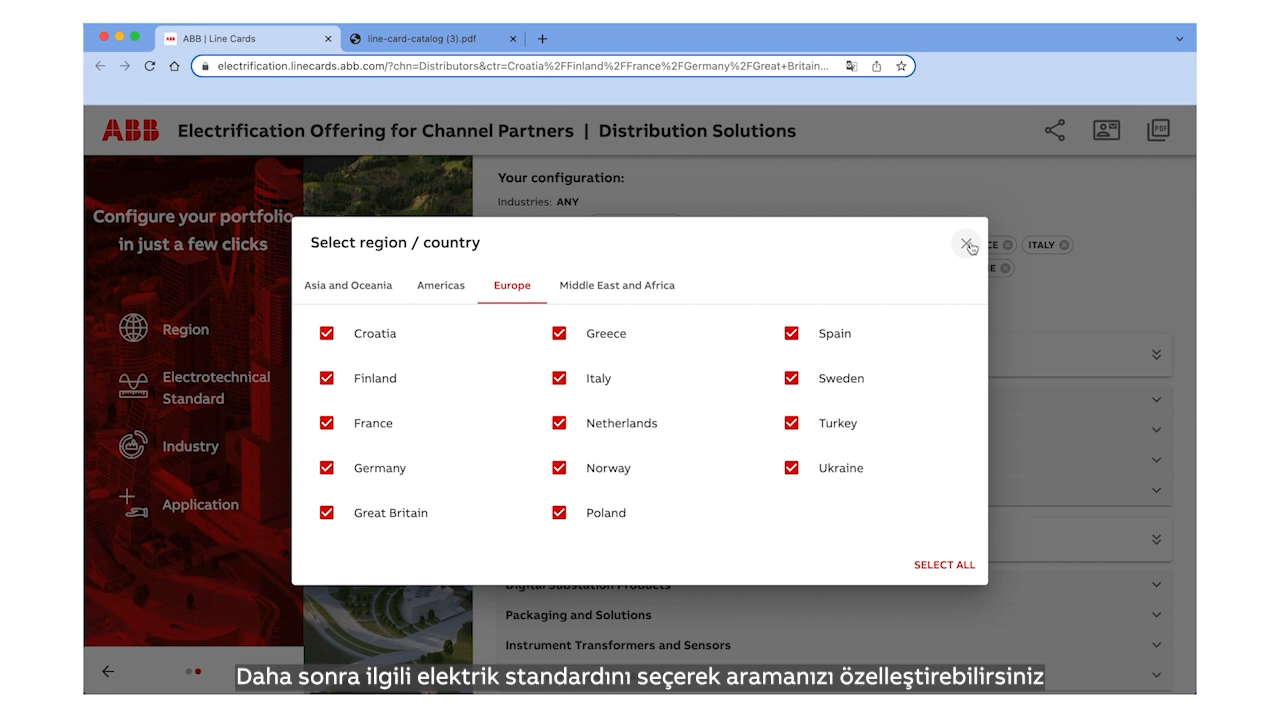 ABB | Line Cards
line-card-catalog (3).pdf
electrification.linecards.abb.com/?chn=Distributors&ctr=Croatia%2FFinland%2FFrance%2FGermany%2FGreat+Britain...
ABB
Electrification Offering for Channel Partners | Distribution Solutions
PDF
Configure your portfolio
in just a few clicks
Region
Electrotechnical
Standard
Industry
Application
Your configuration:
Industries: ANY
CE
ITALY
E
Select region / country
Asia and Oceania
Americas
Europe
Middle East and Africa
Croatia
Greece
Spain
Finland
Italy
Sweden
France
Netherlands
Turkey
Germany
Norway
Ukraine
Great Britain
Poland
SELECT ALL
Digital Substation Products
Packaging and Solutions
Instrument Transformers and Sensors
Daha sonra ilgili elektrik standardını seçerek aramanızı özelleştirebilirsiniz